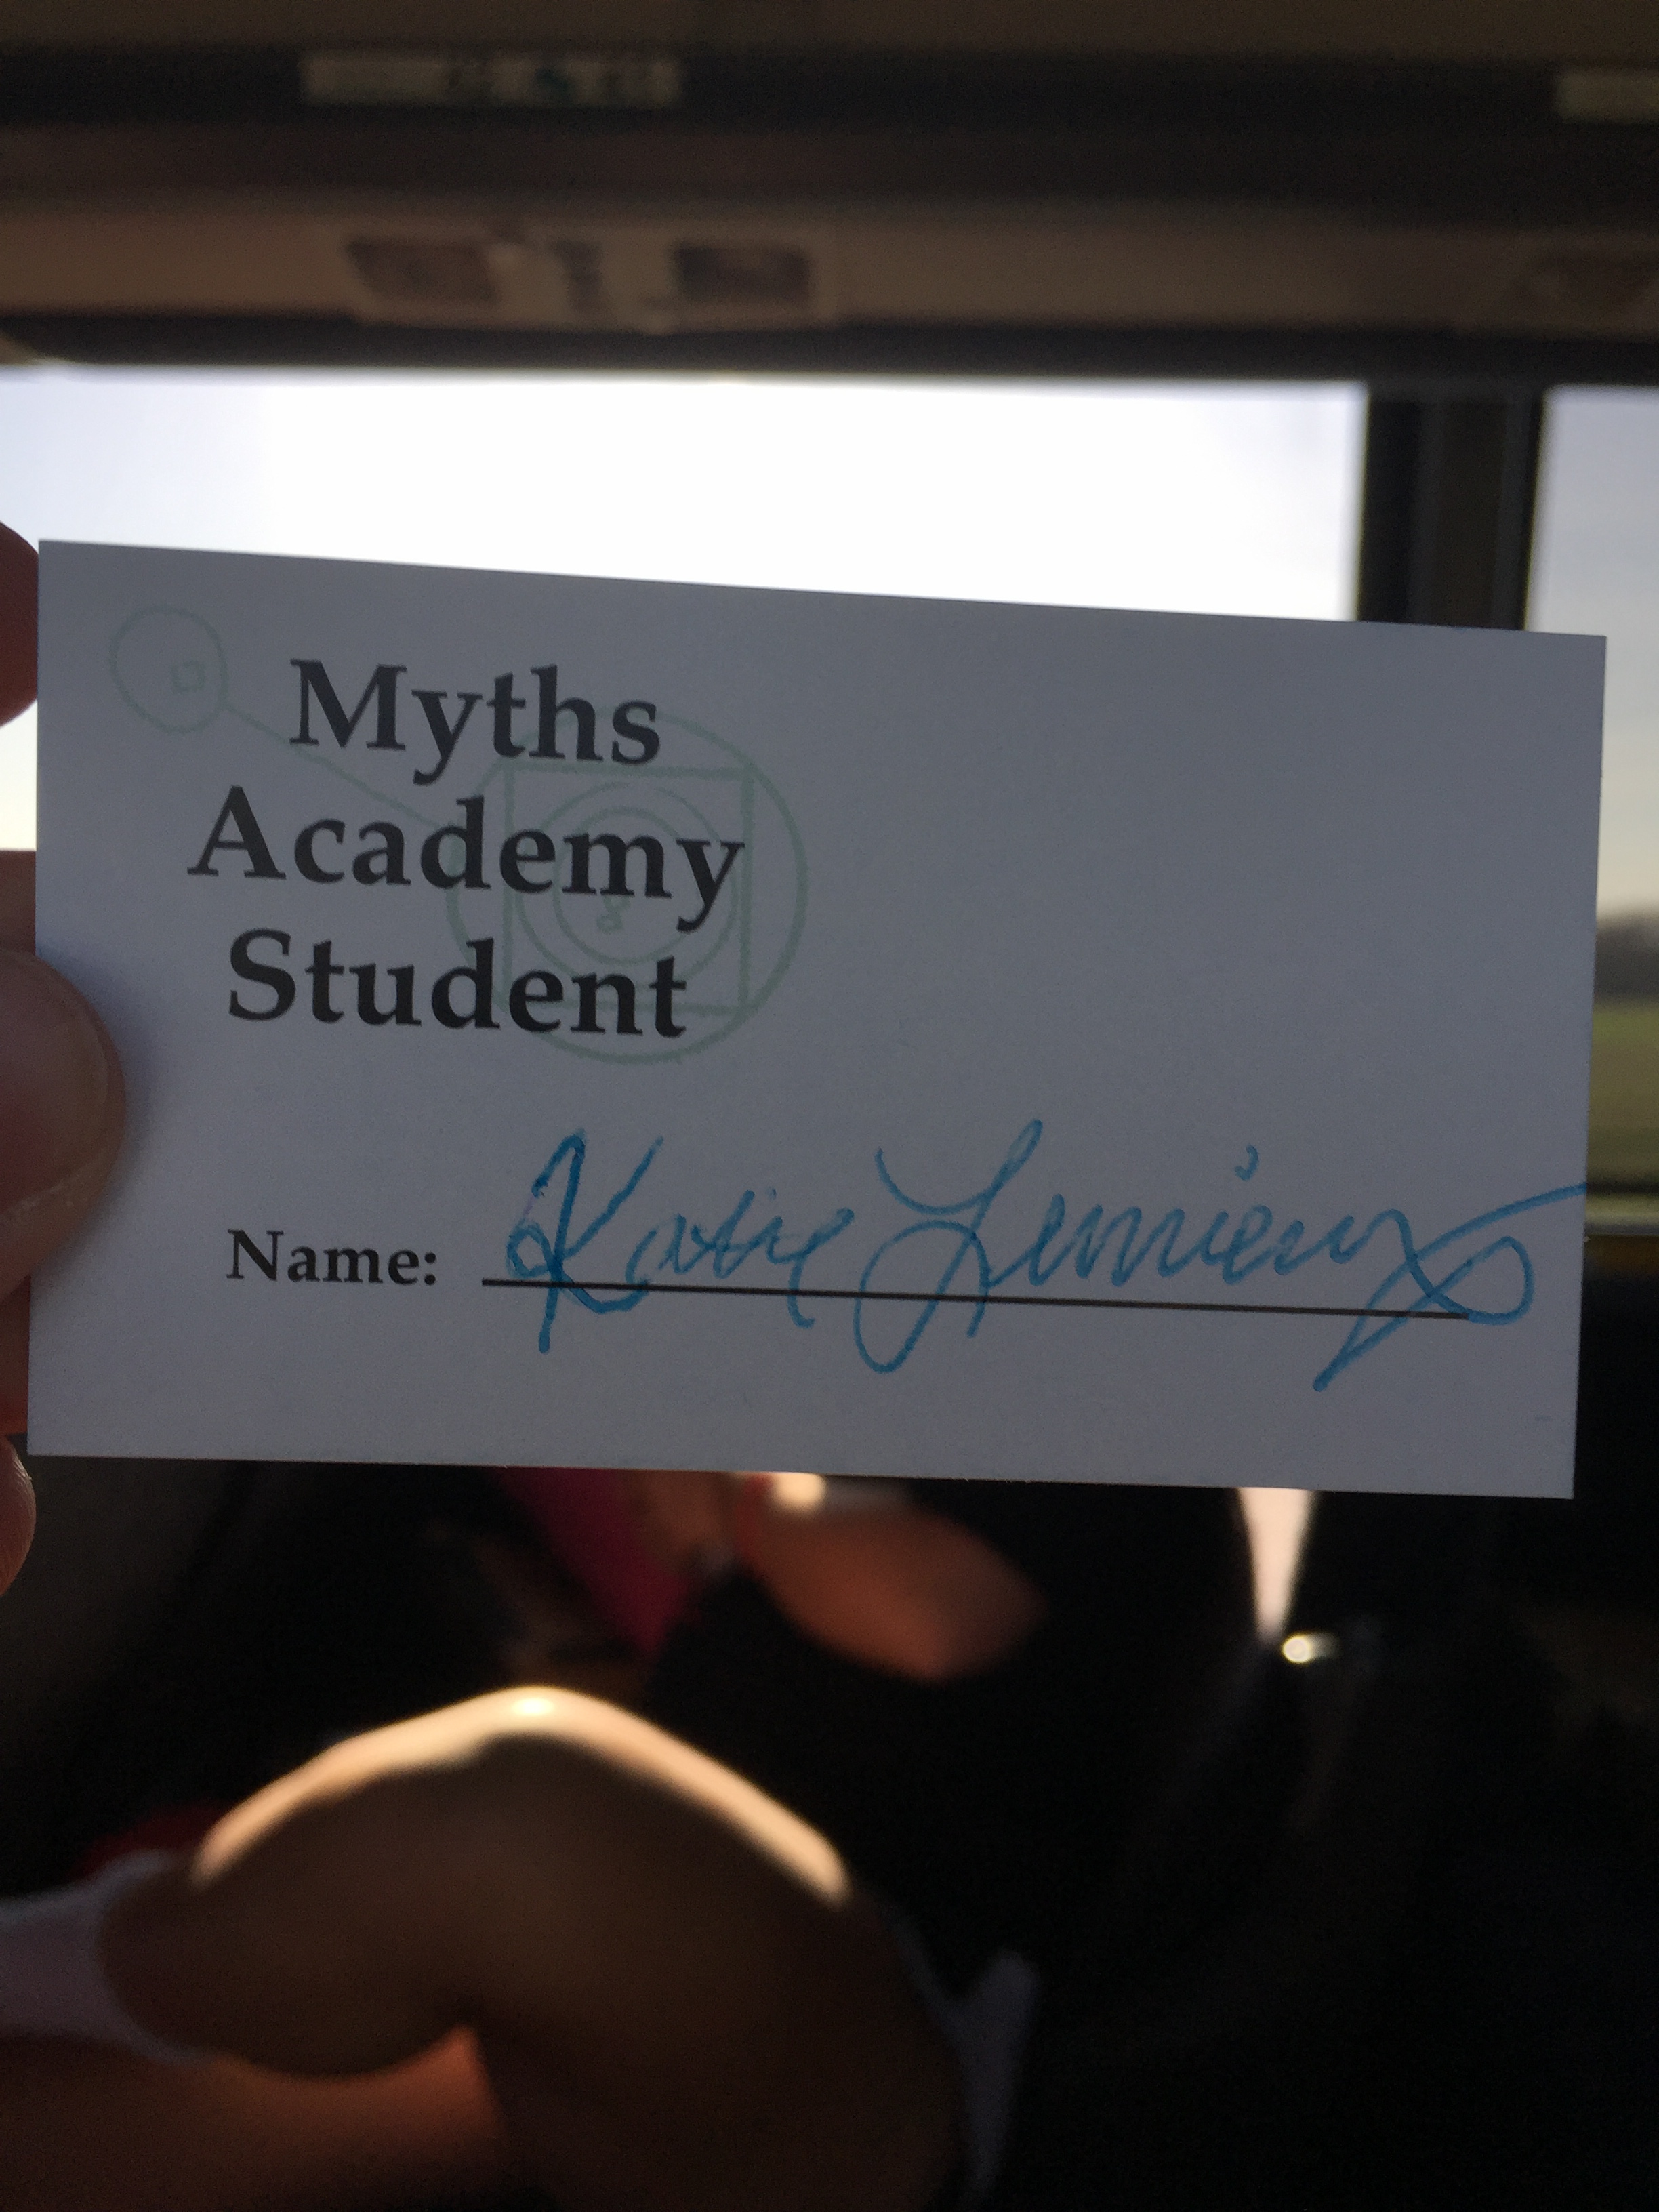 Myths
Academy
Student
Name: Katie Lemieux